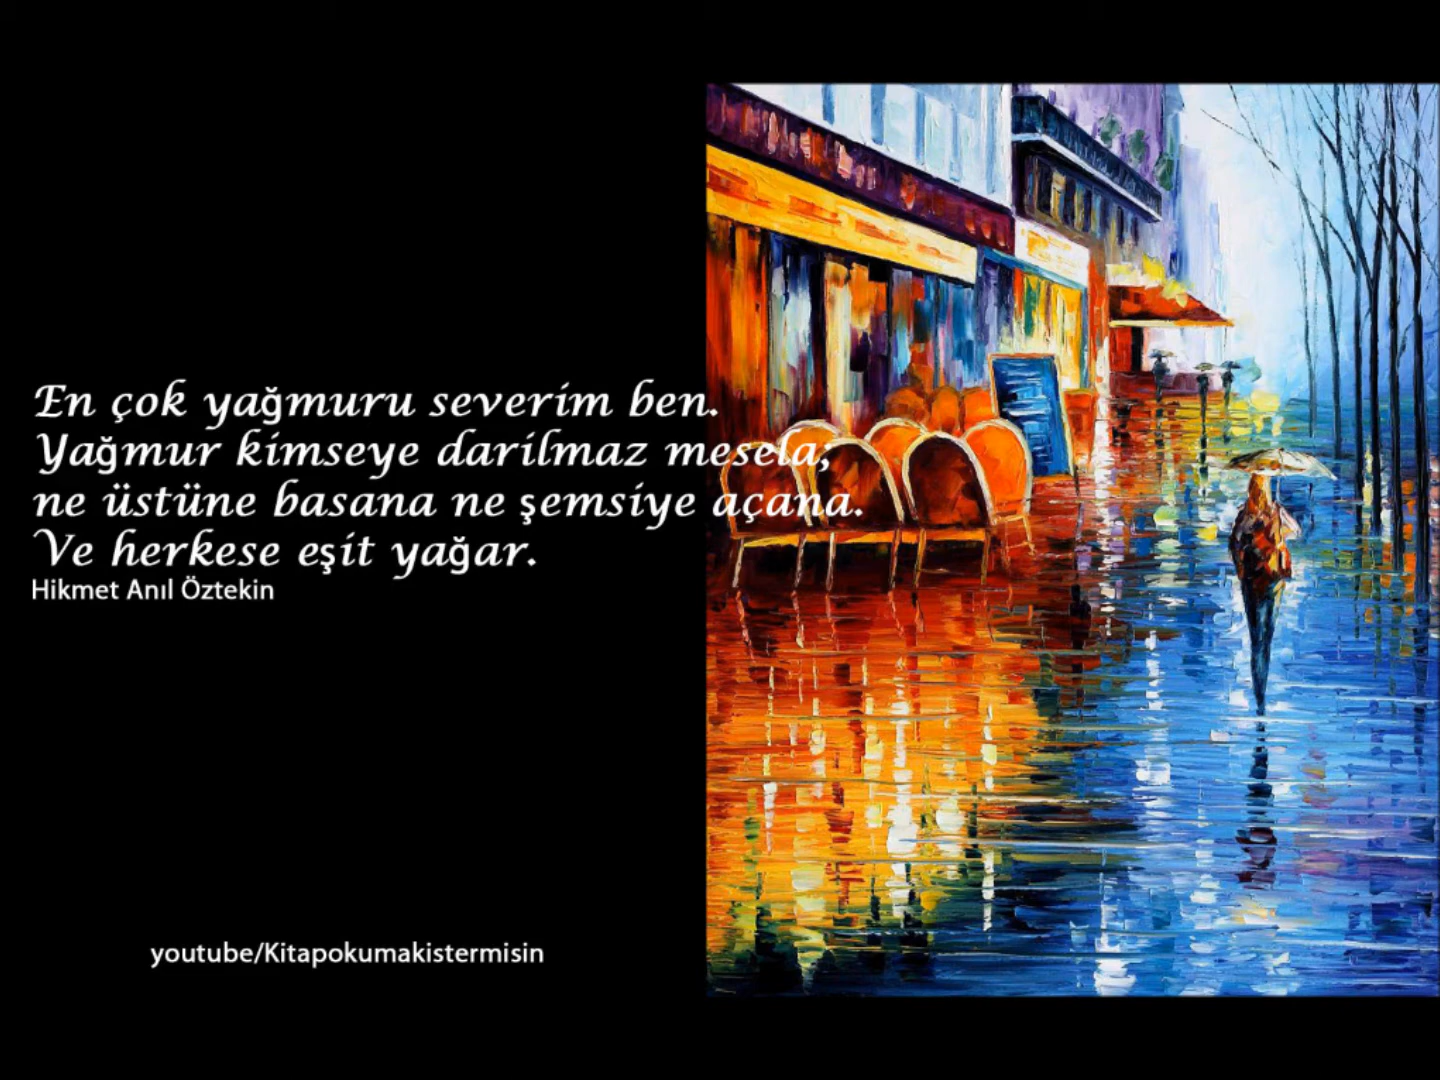 En çok yağmuru severim ben.
Yağmur kimseye darilmaz mesela;
ne üstüne basana ne şemsiye açana.
Ve herkese eşit yağar.
Hikmet Anıl Öztekin
youtube/Kitapokumakistermisin